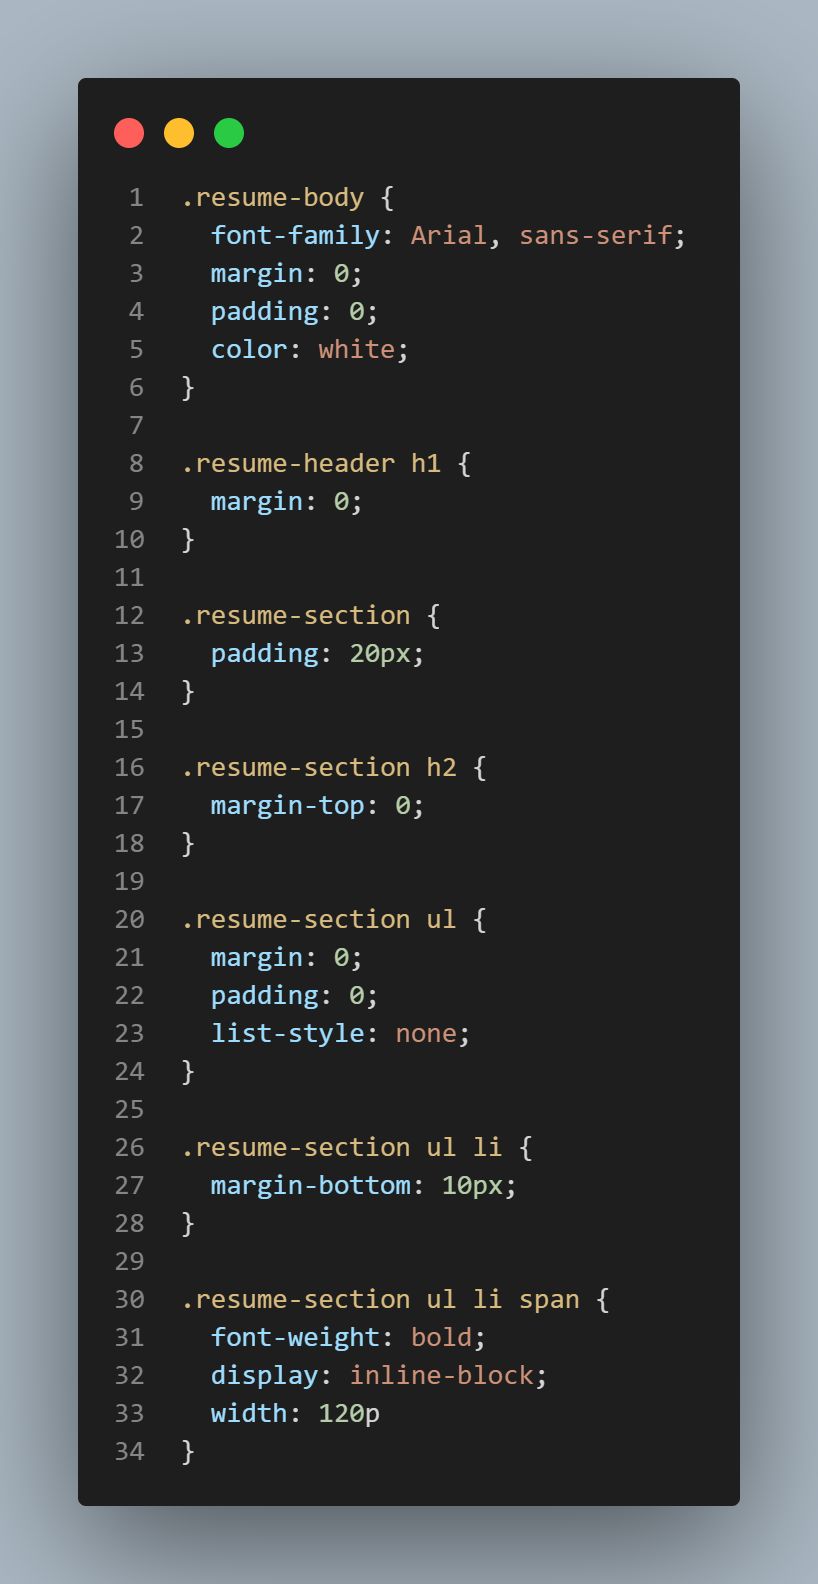 1 .resume-body {
2   font-family: Arial, sans-serif;
3   margin: 0;
4   padding: 0;
5   color: white;
6 }
7
8 .resume-header h1 {
9   margin: 0;
10 }
11
12 .resume-section {
13   padding: 20px;
14 }
15
16 .resume-section h2 {
17   margin-top: 0;
18 }
19
20 .resume-section ul {
21   margin: 0;
22   padding: 0;
23   list-style: none;
24 }
25
26 .resume-section ul li {
27   margin-bottom: 10px;
28 }
29
30 .resume-section ul li span {
31   font-weight: bold;
32   display: inline-block;
33   width: 120p
34 }